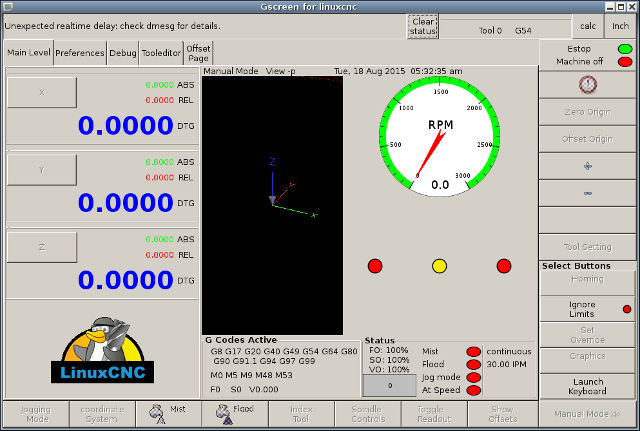 Gscreen for linuxcnc
Unexpected realtime delay: check dmesg for details.
Clear status
Tool 0 G54
calc
Inch
Main Level
Preferences
Debug
Tooleditor
Offset Page
Estop
Machine off
Manual Mode View -p Tue, 18 Aug 2015 05:32:35 am
X
0.0000 ABS
0.0000 REL
0.0000 DTG
Y
0.0000 ABS
0.0000 REL
0.0000 DTG
Z
0.0000 ABS
0.0000 REL
0.0000 DTG
LinuxCNC
Z
Y
X
RPM
0
500
1000
1500
2000
2500
3000
0.0
Zero Origin
Offset Origin
Tool Setting
Select Buttons
Homing
Ignore Limits
Set Override
Graphics
Launch Keyboard
G Codes Active
G8 G17 G20 G40 G49 G54 G64 G80
G90 G91.1 G94 G97 G99
M0 M5 M9 M48 M53
F0 S0 V0.000
Status
FO: 100%
SO: 100%
VO: 100%
0
Mist
Flood
Jog mode
At Speed
continuous
30.00 IPM
Jogging Mode
coordinate System
Mist
Flood
Index Tool
Spindle Controls
Toggle Readout
Show Offsets
Manual Mode >>